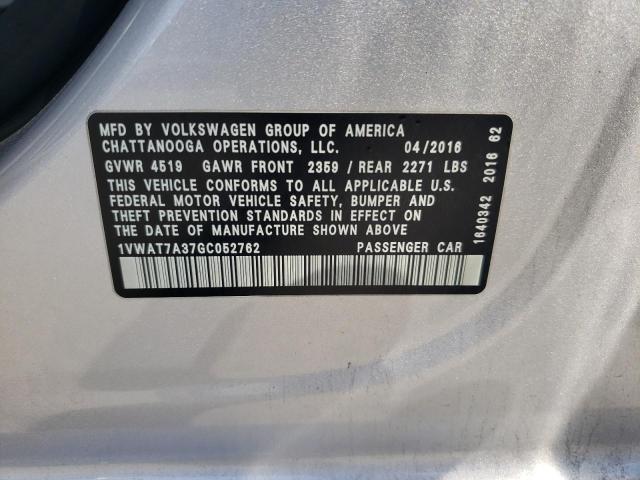 MFD BY VOLKSWAGEN GROUP OF AMERICA
CHATTANOOGA OPERATIONS, LLC. 04/2016
GVWR 4519 GAWR FRONT 2359 / REAR 2271 LBS
THIS VEHICLE CONFORMS TO ALL APPLICABLE U.S.
FEDERAL MOTOR VEHICLE SAFETY, BUMPER AND
THEFT PREVENTION STANDARDS IN EFFECT ON
THE DATE OF MANUFACTURE SHOWN ABOVE
1VWAT7A37GC052762 PASSENGER CAR
1640342 2016 62